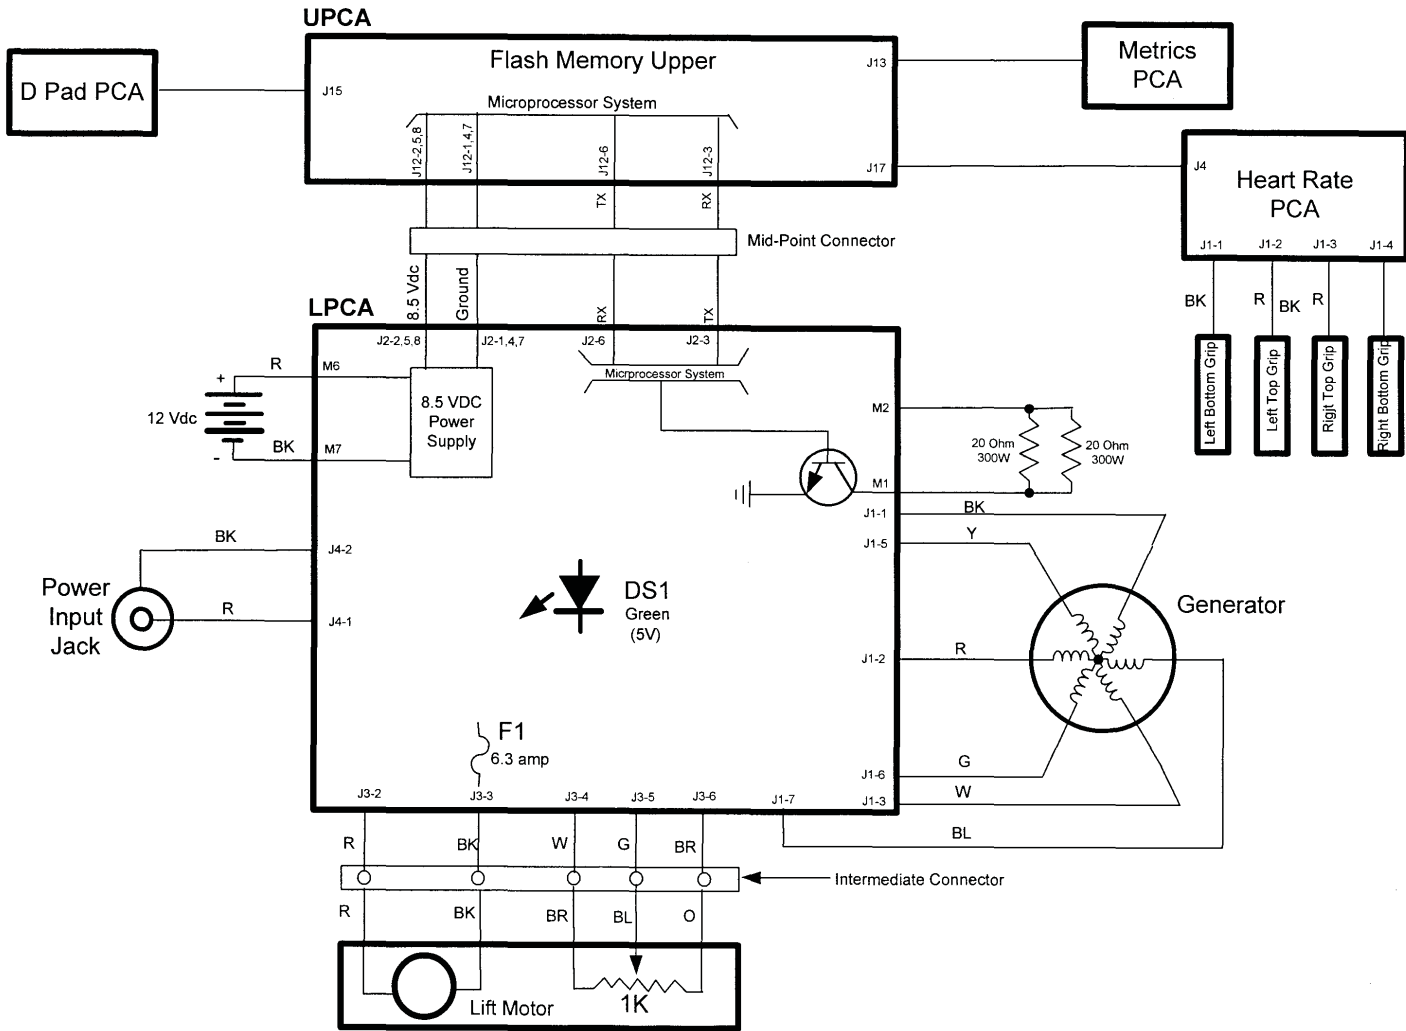 UPCA
Flash Memory Upper
J13
Metrics
PCA
D Pad PCA
J15
Microprocessor System
J12-2,5,8
J12-1,4,7
J12-6
J12-3
J17
J4
Heart Rate
PCA
TX
RX
J1-1
J1-2
J1-3
J1-4
Mid-Point Connector
8.5 Vdc
Ground
RX
TX
BK
R
BK
R
LPCA
J2-2,5,8
J2-1,4,7
J2-6
J2-3
Left Bottom Grip
Left Top Grip
Rigjt Top Grip
Right Bottom Grip
R
M6
+
12 Vdc
-
BK
M7
8.5 VDC
Power
Supply
Micrprocessor System
M2
20 Ohm
300W
20 Ohm
300W
M1
J1-1
BK
J1-5
Y
BK
J4-2
Power
Input
Jack
R
J4-1
DS1
Green
(5V)
Generator
J1-2
R
F1
6.3 amp
J1-6
G
J3-2
J3-3
J3-4
J3-5
J3-6
J1-7
J1-3
W
BL
R
BK
W
G
BR
Intermediate Connector
R
BK
BR
BL
O
Lift Motor
1K